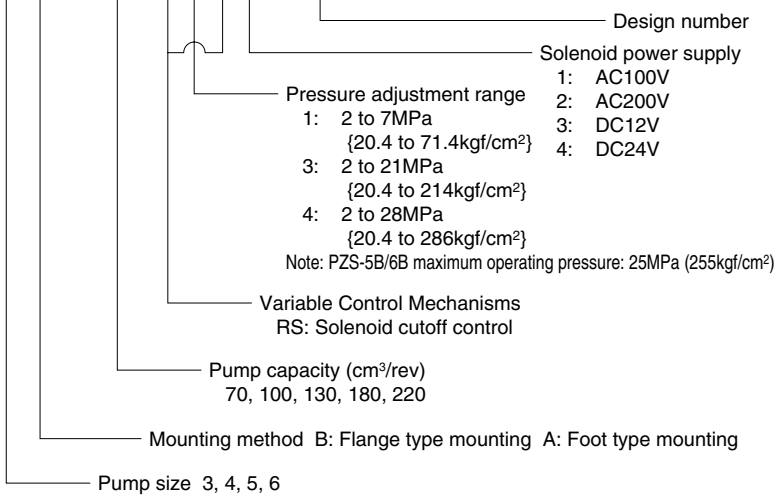 Design number
Solenoid power supply
1: AC100V
2: AC200V
3: DC12V
4: DC24V
Pressure adjustment range
1: 2 to 7MPa
{20.4 to 71.4kgf/cm²}
3: 2 to 21MPa
{20.4 to 214kgf/cm²}
4: 2 to 28MPa
{20.4 to 286kgf/cm²}
Note: PZS-5B/6B maximum operating pressure: 25MPa (255kgf/cm²)
Variable Control Mechanisms
RS: Solenoid cutoff control
Pump capacity (cm³/rev)
70, 100, 130, 180, 220
Mounting method B: Flange type mounting A: Foot type mounting
Pump size 3, 4, 5, 6